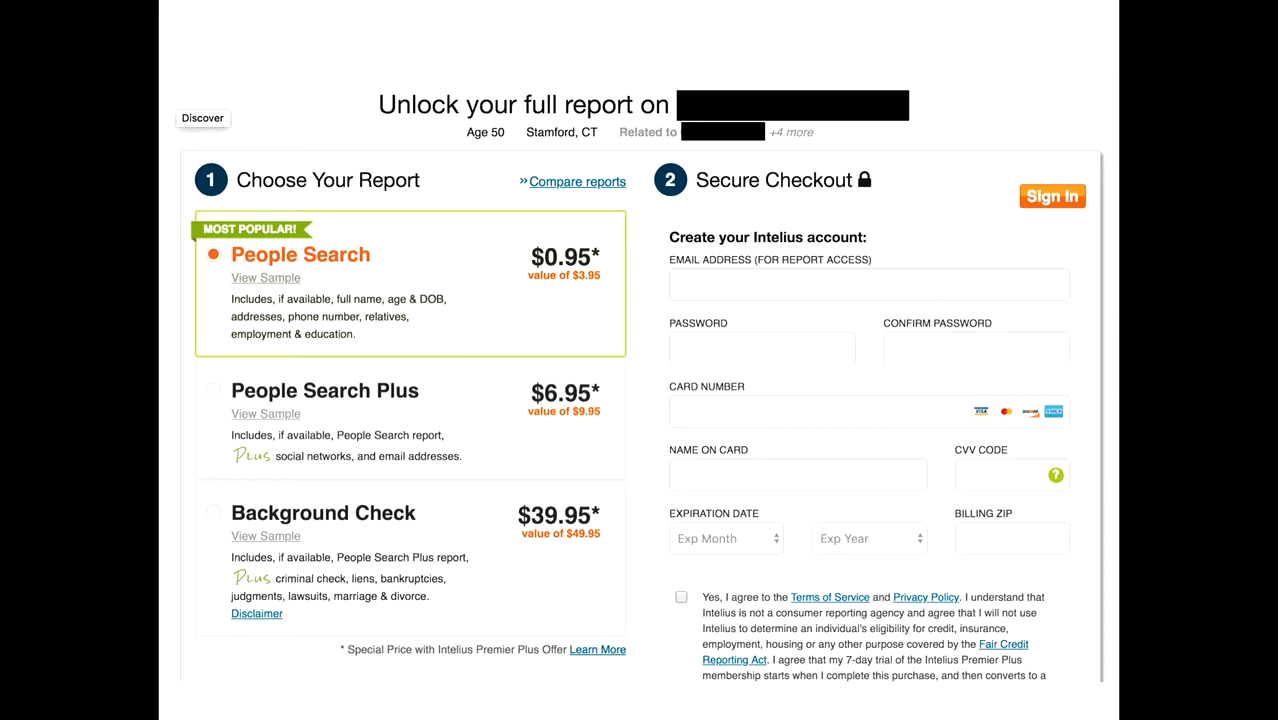 Unlock your full report on
Discover
Age 50 Stamford, CT Related to +4 more
1 Choose Your Report
» Compare reports
MOST POPULAR!
People Search
$0.95*
View Sample
value of $3.95
Includes, if available, full name, age & DOB,
addresses, phone number, relatives,
employment & education.
People Search Plus
$6.95*
View Sample
value of $9.95
Includes, if available, People Search report,
Plus social networks, and email addresses.
Background Check
$39.95*
View Sample
value of $49.95
Includes, if available, People Search Plus report,
Plus criminal check, liens, bankruptcies,
judgments, lawsuits, marriage & divorce.
Disclaimer
* Special Price with Intelius Premier Plus Offer Learn More
2 Secure Checkout
Sign In
Create your Intelius account:
EMAIL ADDRESS (FOR REPORT ACCESS)
PASSWORD CONFIRM PASSWORD
CARD NUMBER
VISA DISCOVER
NAME ON CARD CVV CODE
?
EXPIRATION DATE BILLING ZIP
Exp Month Exp Year
Yes, I agree to the Terms of Service and Privacy Policy. I understand that
Intelius is not a consumer reporting agency and agree that I will not use
Intelius to determine an individual's eligibility for credit, insurance,
employment, housing or any other purpose covered by the Fair Credit
Reporting Act. I agree that my 7-day trial of the Intelius Premier Plus
membership starts when I complete this purchase, and then converts to a